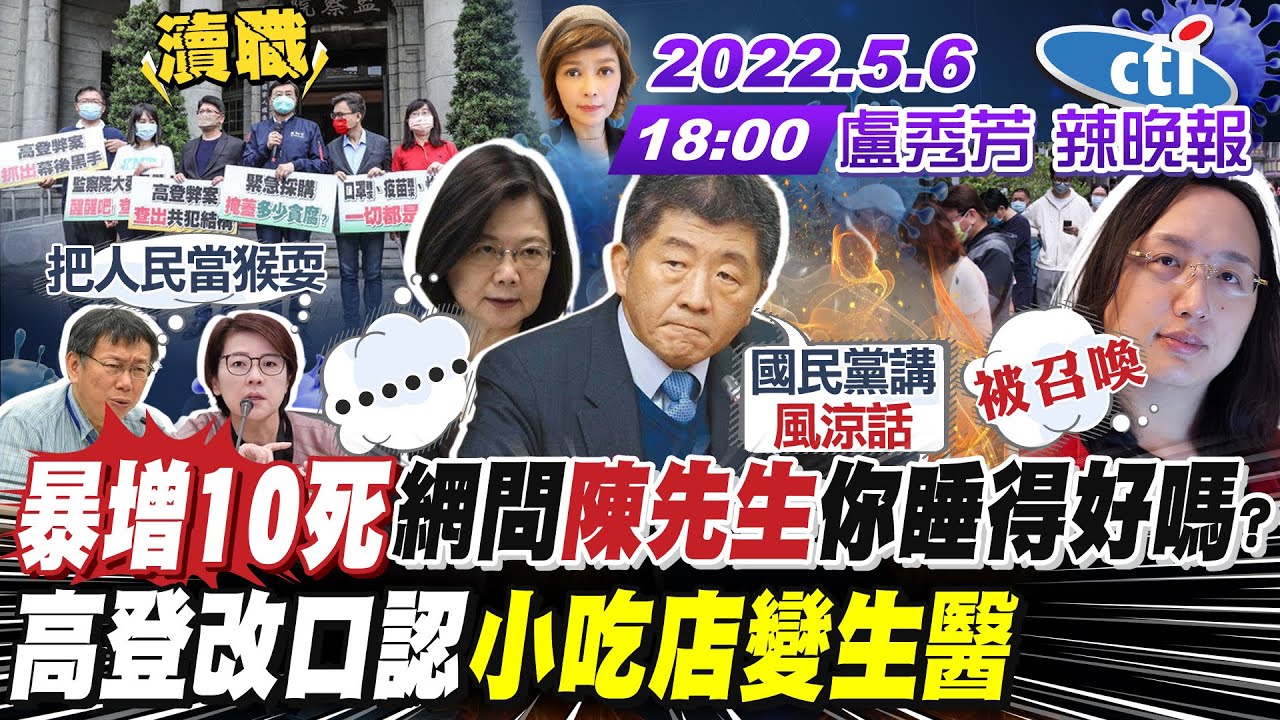 監察院
瀆職
2022.5.6
cti
18:00
盧秀芳 辣晚報
高登弊案
抓出幕後黑手
KMT
監察院大
醒醒吧
高登弊案
查出共犯結構
緊急採購
掩蓋多少貪腐?
口罩
疫苗
一切都是
把人民當猴耍
………
國民黨講
風涼話
被召喚
暴增10死 網問陳先生你睡得好嗎?
高登改口認小吃店變生醫